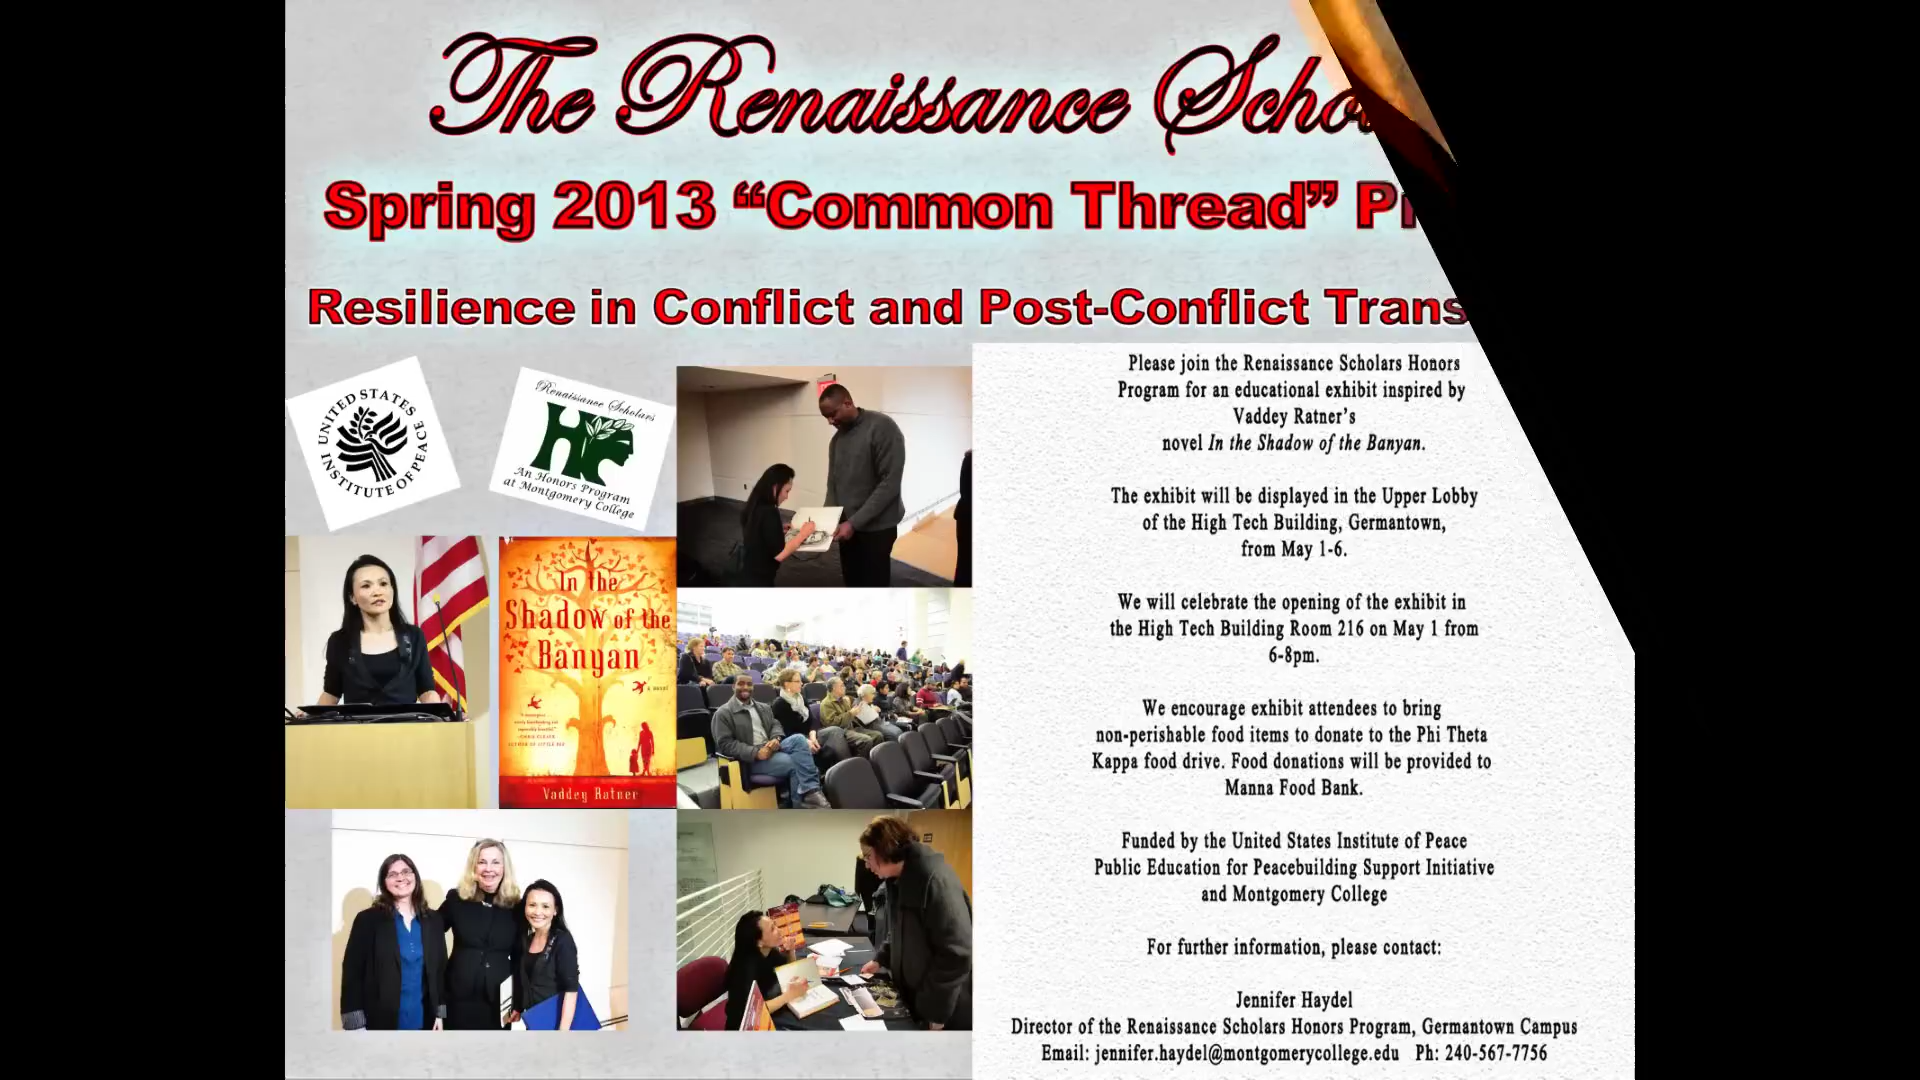 The Renaissance Scho
Spring 2013 “Common Thread” Pr
Resilience in Conflict and Post-Conflict Trans
UNITED STATES
INSTITUTE OF PEACE
Renaissance Scholars
HC
An Honors Program
at Montgomery College
In the
Shadow of the
Banyan
a novel
Vaddey Ratner
Please join the Renaissance Scholars Honors
Program for an educational exhibit inspired by
Vaddey Ratner’s
novel In the Shadow of the Banyan.
The exhibit will be displayed in the Upper Lobby
of the High Tech Building, Germantown,
from May 1-6.
We will celebrate the opening of the exhibit in
the High Tech Building Room 216 on May 1 from
6-8pm.
We encourage exhibit attendees to bring
non-perishable food items to donate to the Phi Theta
Kappa food drive. Food donations will be provided to
Manna Food Bank.
Funded by the United States Institute of Peace
Public Education for Peacebuilding Support Initiative
and Montgomery College
For further information, please contact:
Jennifer Haydel
Director of the Renaissance Scholars Honors Program, Germantown Campus
Email: jennifer.haydel@montgomerycollege.edu Ph: 240-567-7756